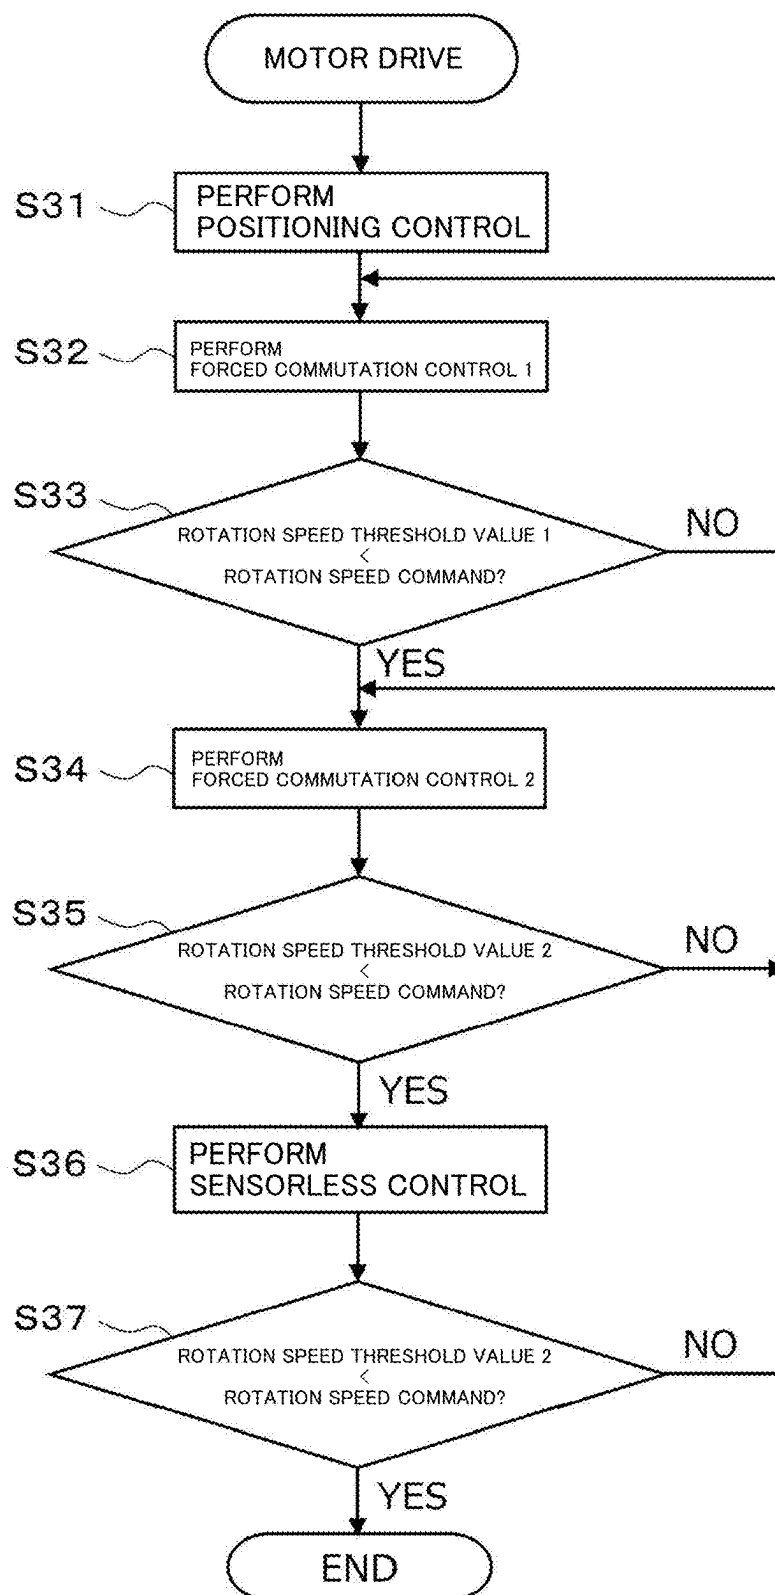 MOTOR DRIVE
S31
PERFORM
POSITIONING CONTROL
S32
PERFORM
FORCED COMMUTATION CONTROL 1
S33
ROTATION SPEED THRESHOLD VALUE 1
<
ROTATION SPEED COMMAND?
NO
YES
S34
PERFORM
FORCED COMMUTATION CONTROL 2
S35
ROTATION SPEED THRESHOLD VALUE 2
<
ROTATION SPEED COMMAND?
NO
YES
S36
PERFORM
SENSORLESS CONTROL
S37
ROTATION SPEED THRESHOLD VALUE 2
<
ROTATION SPEED COMMAND?
NO
YES
END